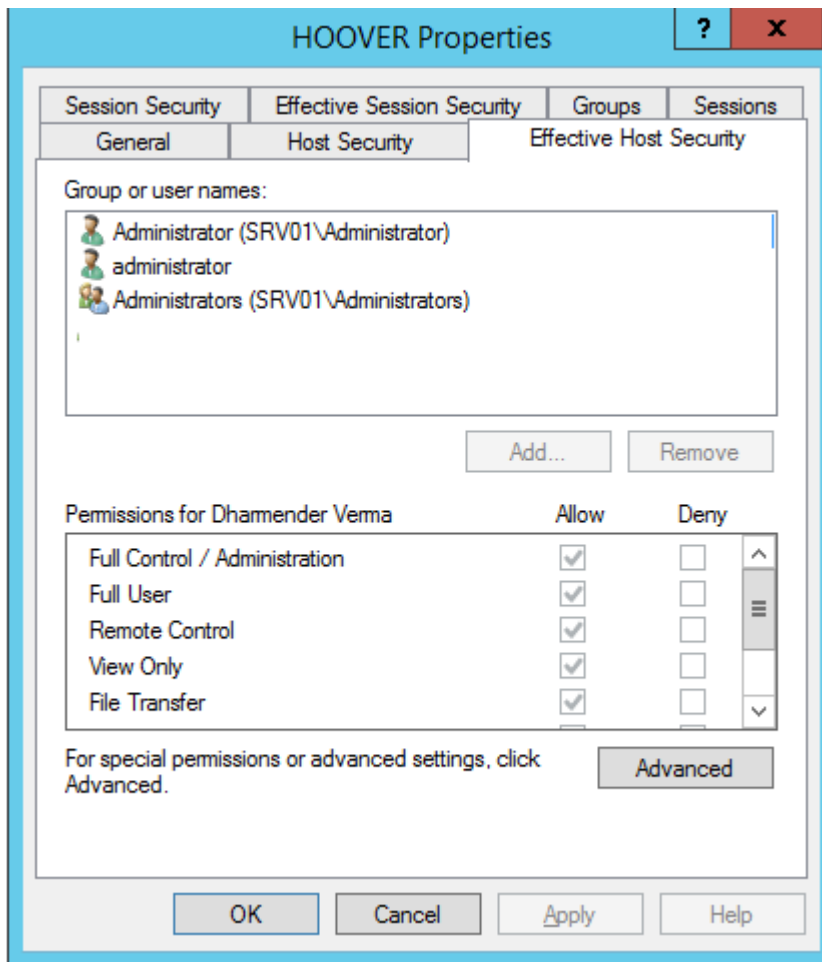 HOOVER Properties
?
x
Session Security
Effective Session Security
Groups
Sessions
General
Host Security
Effective Host Security
Group or user names:
Administrator (SRV01\Administrator)
administrator
Administrators (SRV01\Administrators)
Add...
Remove
Permissions for Dharmender Verma
Allow
Deny
Full Control / Administration
Full User
Remote Control
View Only
File Transfer
For special permissions or advanced settings, click
Advanced.
Advanced
OK
Cancel
Apply
Help